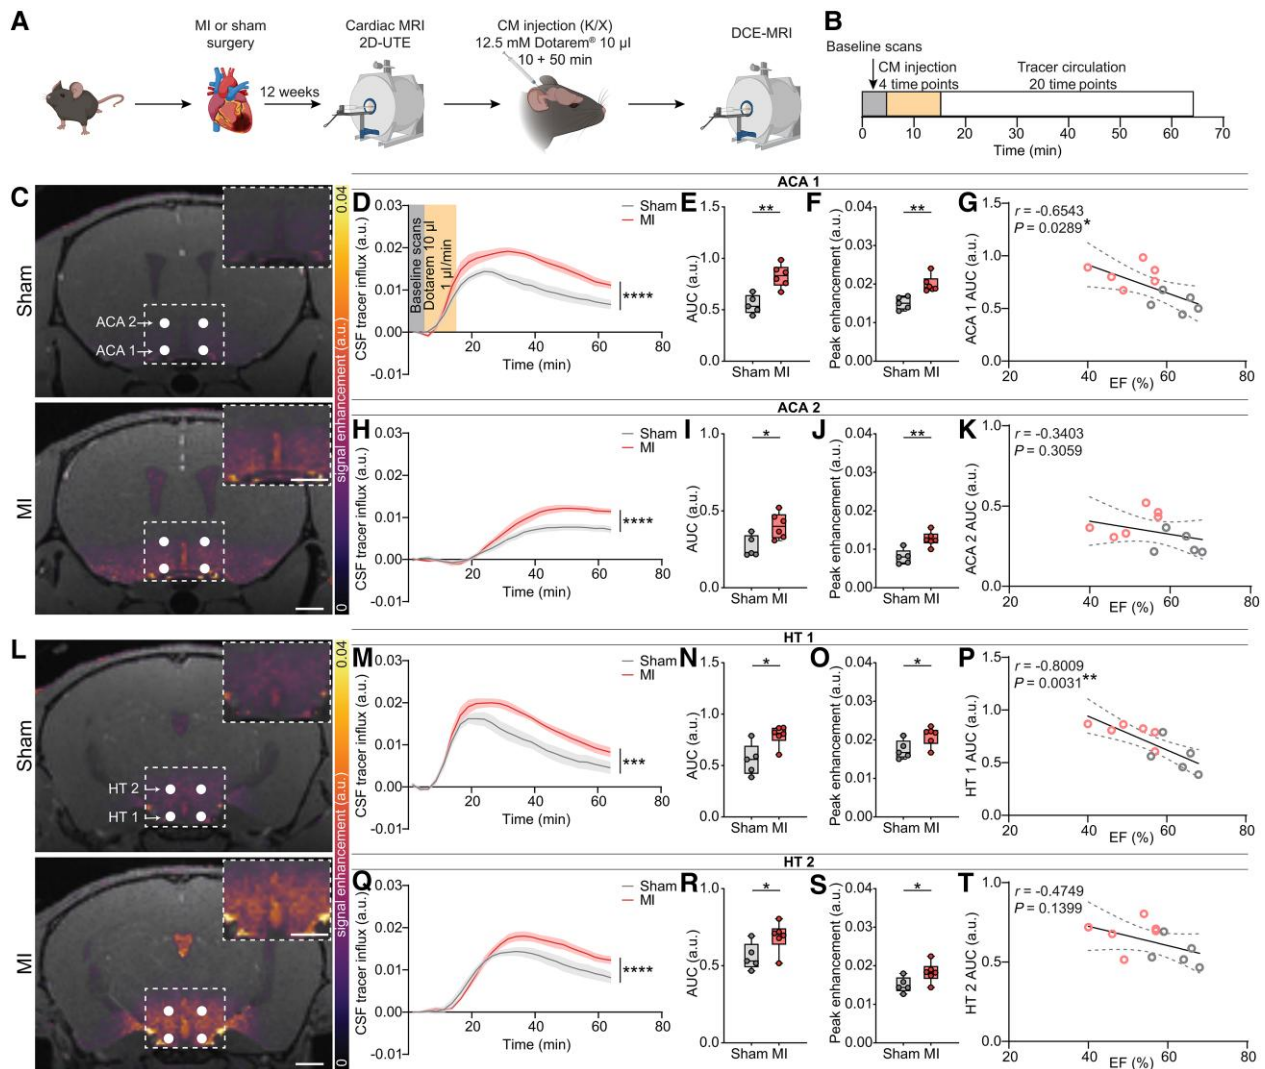 A
MI or sham
surgery
12 weeks
Cardiac MRI
2D-UTE
CM injection (K/X)
12.5 mM Dotarem® 10 µl
10 + 50 min
DCE-MRI
B
Baseline scans
CM injection
4 time points
Tracer circulation
20 time points
0 10 20 30 40 50 60 70
Time (min)
C
Sham
ACA 2
ACA 1
MI
0.04
signal enhancement (a.u.)
0
ACA 1
D
CSF tracer influx (a.u.)
0.03
0.02
0.01
0.00
-0.01
Baseline scans
Dotarem 10 µl
1 µl/min
Sham
MI
****
0 20 40 60 80
Time (min)
E
AUC (a.u.)
1.5
1.0
0.5
0.0
**
Sham MI
F
Peak enhancement (a.u.)
0.04
0.03
0.02
0.01
0.00
**
Sham MI
G
ACA 1 AUC (a.u.)
1.5
1.0
0.5
0.0
r = -0.6543
P = 0.0289
*
20 40 60 80
EF (%)
ACA 2
H
CSF tracer influx (a.u.)
0.03
0.02
0.01
0.00
-0.01
Sham
MI
****
20 40 60 80
Time (min)
I
AUC (a.u.)
1.0
0.5
0.0
*
Sham MI
J
Peak enhancement (a.u.)
0.04
0.03
0.02
0.01
0.00
**
Sham MI
K
ACA 2 AUC (a.u.)
1.0
0.5
0.0
r = -0.3403
P = 0.3059
20 40 60 80
EF (%)
L
Sham
HT 2
HT 1
MI
0.04
signal enhancement (a.u.)
0
HT 1
M
CSF tracer influx (a.u.)
0.03
0.02
0.01
0.00
-0.01
Sham
MI
***
20 40 60 80
Time (min)
N
AUC (a.u.)
1.5
1.0
0.5
0.0
*
Sham MI
O
Peak enhancement (a.u.)
0.04
0.03
0.02
0.01
0.00
*
Sham MI
P
HT 1 AUC (a.u.)
1.5
1.0
0.5
0.0
r = -0.8009
P = 0.0031
**
20 40 60 80
EF (%)
HT 2
Q
CSF tracer influx (a.u.)
0.03
0.02
0.01
0.00
-0.01
Sham
MI
****
20 40 60 80
Time (min)
R
AUC (a.u.)
1.0
0.5
0.0
*
Sham MI
S
Peak enhancement (a.u.)
0.04
0.03
0.02
0.01
0.00
*
Sham MI
T
HT 2 AUC (a.u.)
1.0
0.5
0.0
r = -0.4749
P = 0.1399
20 40 60 80
EF (%)